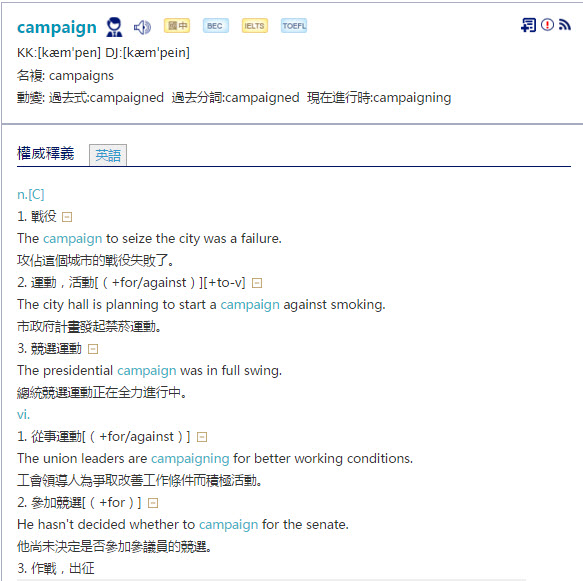 campaign 國中 BEC IELTS TOEFL
KK:[kæmˋpen] DJ:[kæmˋpein]
名複: campaigns
動變: 過去式:campaigned 過去分詞:campaigned 現在進行時:campaigning
權威釋義 英語
n.[C]
1. 戰役
The campaign to seize the city was a failure.
攻佔這個城市的戰役失敗了。
2. 運動，活動[（+for/against）][+to-v]
The city hall is planning to start a campaign against smoking.
市政府計畫發起禁菸運動。
3. 競選運動
The presidential campaign was in full swing.
總統競選運動正在全力進行中。
vi.
1. 從事運動[（+for/against）]
The union leaders are campaigning for better working conditions.
工會領導人為爭取改善工作條件而積極活動。
2. 參加競選[（+for）]
He hasn't decided whether to campaign for the senate.
他尚未決定是否參加參議員的競選。
3. 作戰，出征